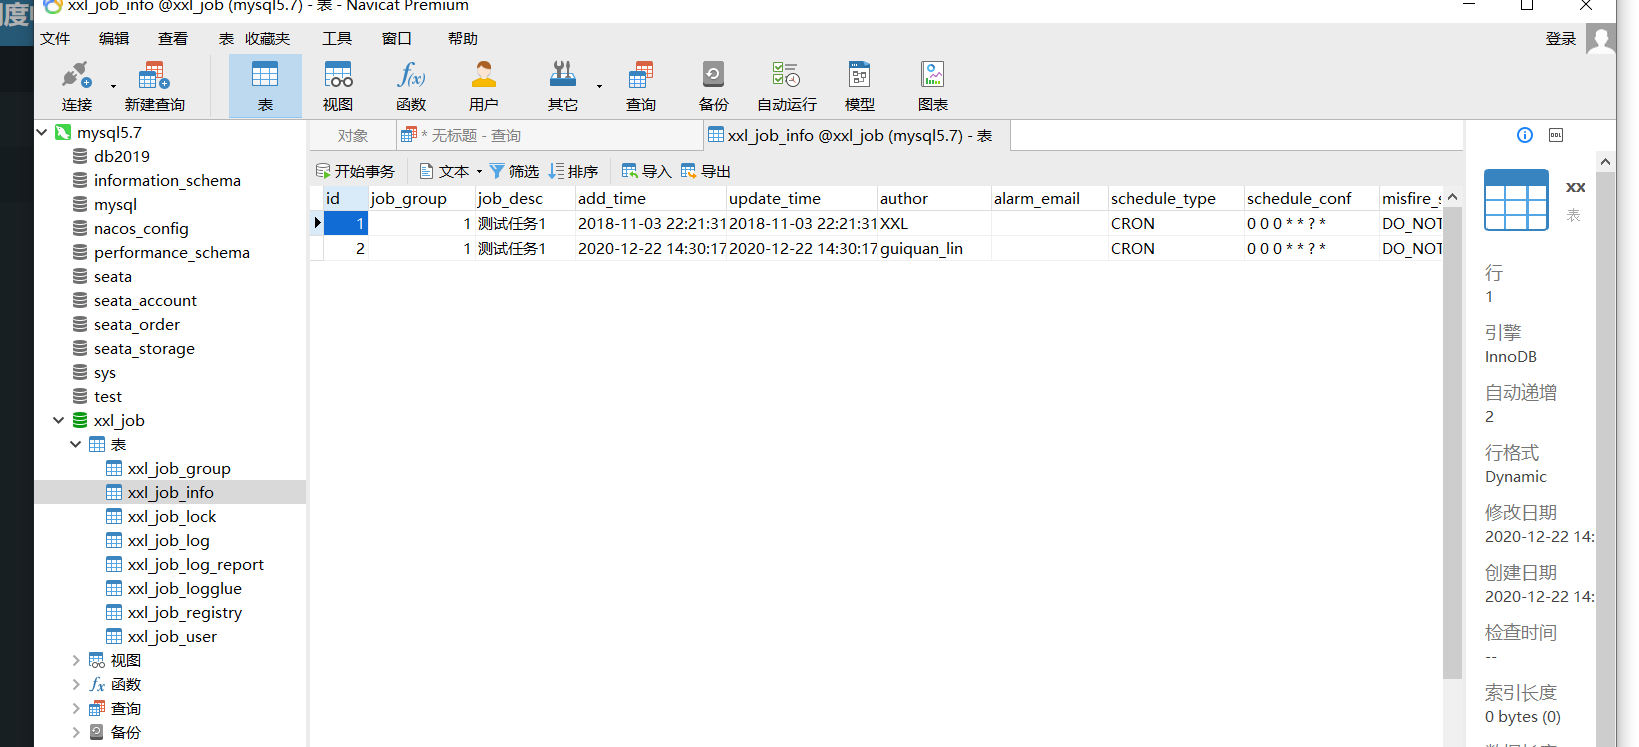 xxl_job_info @xxl_job (mysql5.7) - 表 - Navicat Premium
文件 编辑 查看 表 收藏夹 工具 窗口 帮助 登录
连接 新建查询 表 视图 函数 用户 其它 查询 备份 自动运行 模型 图表
mysql5.7
db2019
information_schema
mysql
nacos_config
performance_schema
seata
seata_account
seata_order
seata_storage
sys
test
xxl_job
表
xxl_job_group
xxl_job_info
xxl_job_lock
xxl_job_log
xxl_job_log_report
xxl_job_logglue
xxl_job_registry
xxl_job_user
视图
函数
查询
备份
对象 * 无标题 - 查询 xxl_job_info @xxl_job (mysql5.7) - 表
开始事务 文本 筛选 排序 导入 导出
id job_group job_desc add_time update_time author alarm_email schedule_type schedule_conf misfire_s
1 1 测试任务1 2018-11-03 22:21:31 2018-11-03 22:21:31 XXL CRON 0 0 0 * * ? * DO_NOT
2 1 测试任务1 2020-12-22 14:30:17 2020-12-22 14:30:17 guiquan_lin CRON 0 0 0 * * ? * DO_NOT
DDL
xx
表
行
1
引擎
InnoDB
自动递增
2
行格式
Dynamic
修改日期
2020-12-22 14:
创建日期
2020-12-22 14:
检查时间
--
索引长度
0 bytes (0)